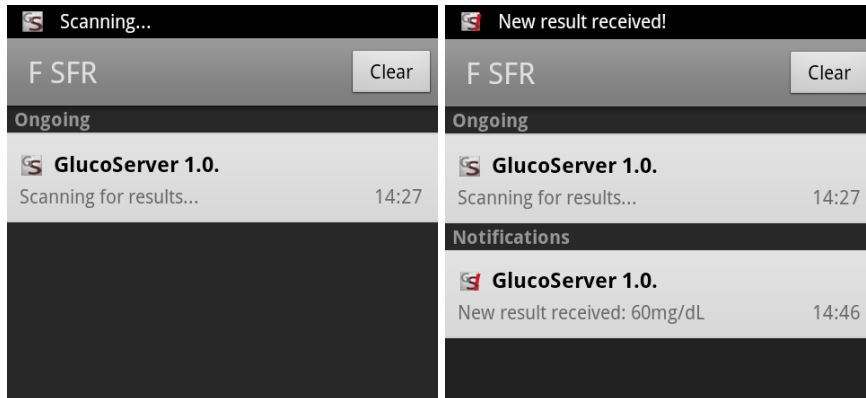 Scanning...
F SFR
Clear
Ongoing
GlucoServer 1.0.
Scanning for results...
14:27
New result received!
F SFR
Clear
Ongoing
GlucoServer 1.0.
Scanning for results...
14:27
Notifications
GlucoServer 1.0.
New result received: 60mg/dL
14:46